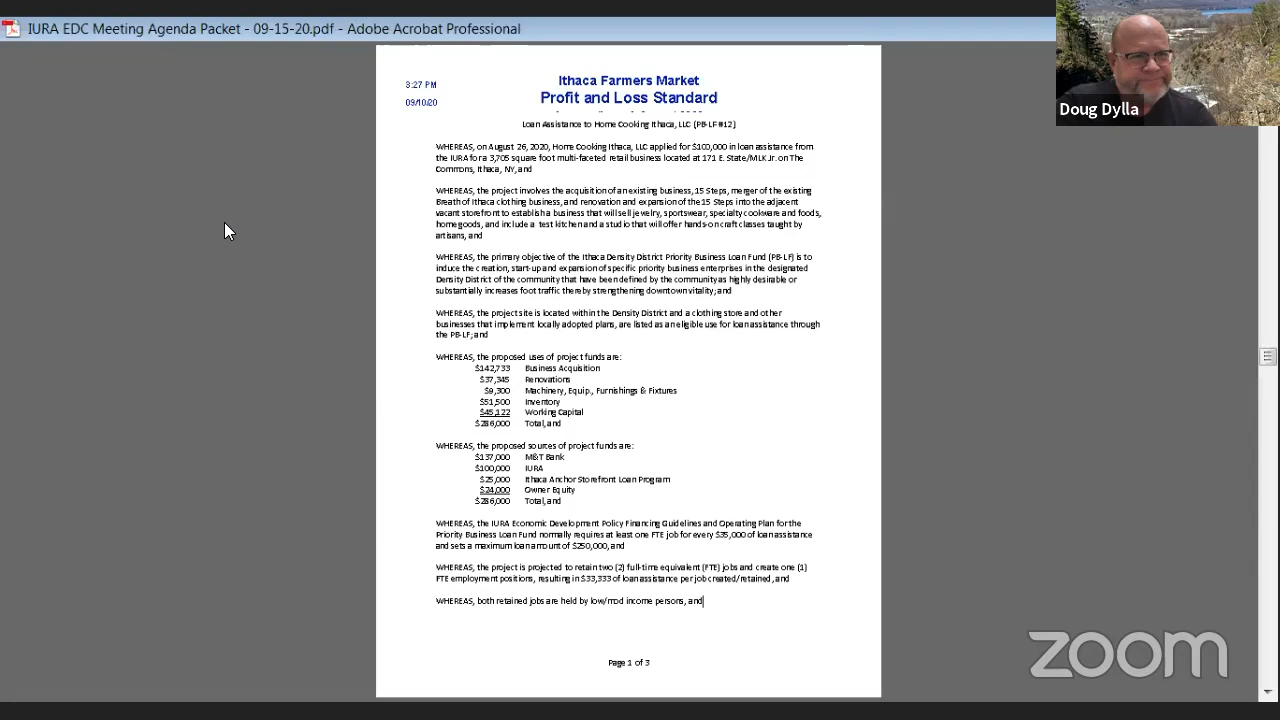 IURA EDC Meeting Agenda Packet - 09-15-20.pdf - Adobe Acrobat Professional
Doug Dylla
3:27 PM
09/10/20
Ithaca Farmers Market
Profit and Loss Standard
Loan Assistance to Home Cooking Ithaca, LLC (PB-LF #12)
WHEREAS, on August 26, 2020, Home Cooking Ithaca, LLC applied for $100,000 in loan assistance from
the IURA for a 3,705 square foot multi-faceted retail business located at 171 E. State/MLK Jr. on The
Commons, Ithaca, NY, and
WHEREAS, the project involves the acquisition of an existing business, 15 Steps, merger of the existing
Breath of Ithaca clothing business, and renovation and expansion of the 15 Steps into the adjacent
vacant storefront to establish a business that will sell jewelry, sportswear, specialty cookware and foods,
home goods, and include a test kitchen and a studio that will offer hands-on craft classes taught by
artisans, and
WHEREAS, the primary objective of the Ithaca Density District Priority Business Loan Fund (PB-LF) is to
induce the creation, start-up and expansion of specific priority business enterprises in the designated
Density District of the community that have been defined by the community as highly desirable or
substantially increases foot traffic thereby strengthening downtown vitality; and
WHEREAS, the project site is located within the Density District and a clothing store and other
businesses that implement locally adopted plans, are listed as an eligible use for loan assistance through
the PB-LF; and
WHEREAS, the proposed uses of project funds are:
$142,733 Business Acquisition
$37,345 Renovations
$9,300 Machinery, Equip., Furnishings & Fixtures
$51,500 Inventory
$45,122 Working Capital
$286,000 Total, and
WHEREAS, the proposed sources of project funds are:
$137,000 M&T Bank
$100,000 IURA
$25,000 Ithaca Anchor Storefront Loan Program
$24,000 Owner Equity
$286,000 Total, and
WHEREAS, the IURA Economic Development Policy Financing Guidelines and Operating Plan for the
Priority Business Loan Fund normally requires at least one FTE job for every $35,000 of loan assistance
and sets a maximum loan amount of $250,000, and
WHEREAS, the project is projected to retain two (2) full-time equivalent (FTE) jobs and create one (1)
FTE employment positions, resulting in $33,333 of loan assistance per job created/retained, and
WHEREAS, both retained jobs are held by low/mod income persons, and
Page 1 of 3
zoom